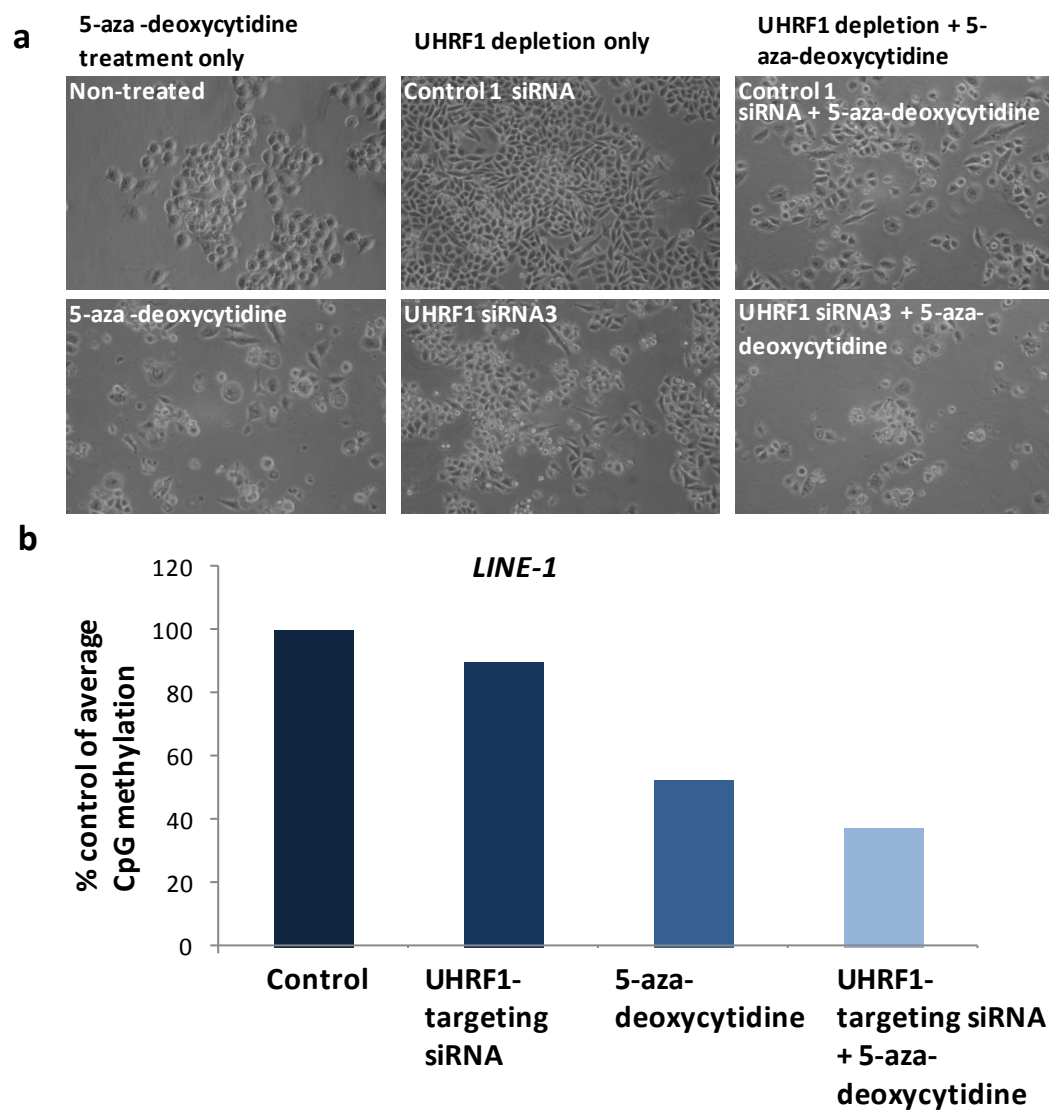 a
5-aza -deoxycytidine
treatment only
UHRF1 depletion only
UHRF1 depletion + 5-
aza-deoxycytidine
Non-treated
Control 1 siRNA
Control 1
siRNA + 5-aza-deoxycytidine
5-aza -deoxycytidine
UHRF1 siRNA3
UHRF1 siRNA3 + 5-aza-
deoxycytidine
b
LINE-1
% control of average
CpG methylation
120
100
80
60
40
20
0
Control
UHRF1-
targeting
siRNA
5-aza-
deoxycytidine
UHRF1-
targeting siRNA
+ 5-aza-
deoxycytidine